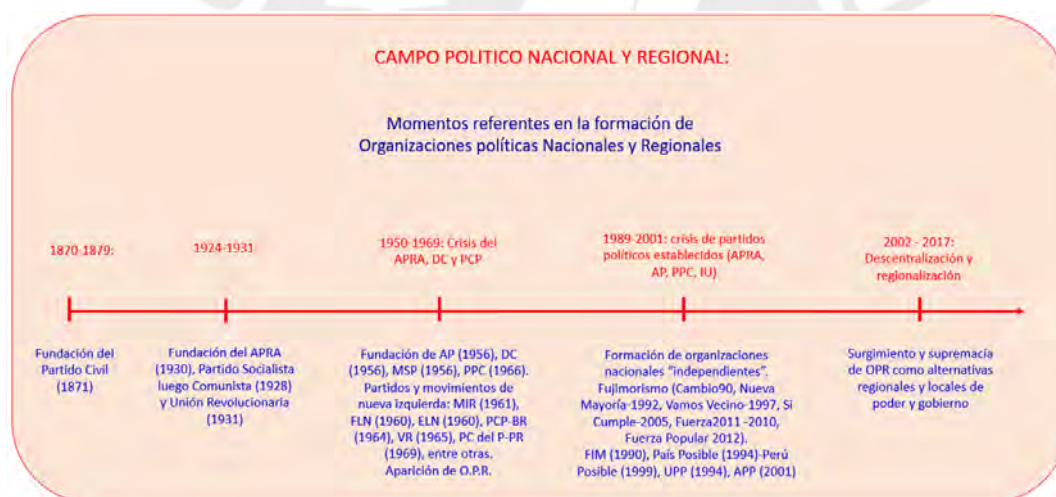 CAMPO POLITICO NACIONAL Y REGIONAL:
Momentos referentes en la formación de
Organizaciones políticas Nacionales y Regionales
1870-1879:
1924-1931
1950-1969: Crisis del
APRA, DC y PCP
1989-2001: crisis de partidos
políticos establecidos (APRA,
AP, PPC, IU)
2002 - 2017:
Descentralización y
regionalización
Fundación del
Partido Civil
(1871)
Fundación del APRA
(1930), Partido Socialista
luego Comunista (1928)
y Unión Revolucionaria
(1931)
Fundación de AP (1956), DC
(1956), MSP (1956), PPC (1966).
Partidos y movimientos de
nueva izquierda: MIR (1961),
FLN (1960), ELN (1960), PCP-BR
(1964), VR (1965), PC del P-PR
(1969), entre otras.
Aparición de O.P.R.
Formación de organizaciones
nacionales "independientes".
Fujimorismo (Cambio90, Nueva
Mayoría-1992, Vamos Vecino-1997, Si
Cumple-2005, Fuerza2011 -2010,
Fuerza Popular 2012).
FIM (1990), País Posible (1994)-Perú
Posible (1999), UPP (1994), APP (2001)
Surgimiento y supremacía
de OPR como alternativas
regionales y locales de
poder y gobierno